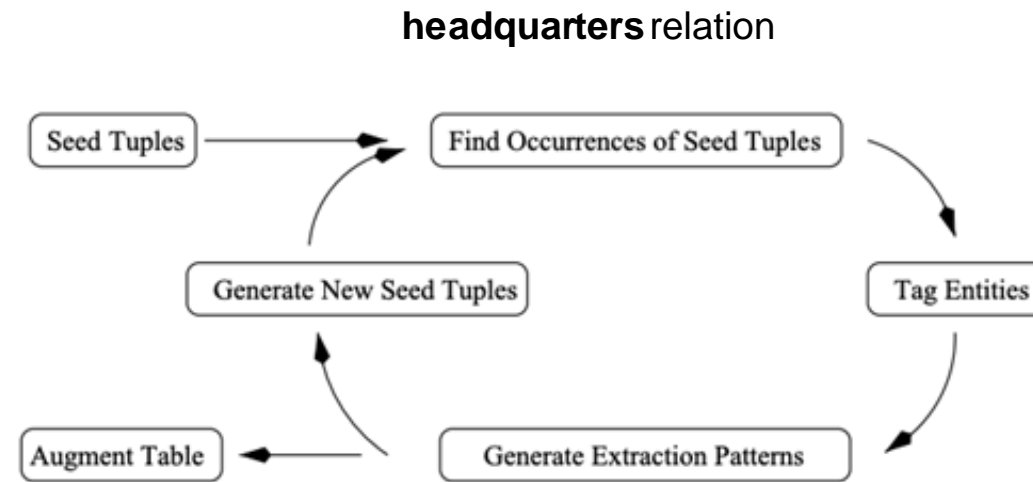 headquarters relation
Seed Tuples
Find Occurrences of Seed Tuples
Generate New Seed Tuples
Tag Entities
Augment Table
Generate Extraction Patterns